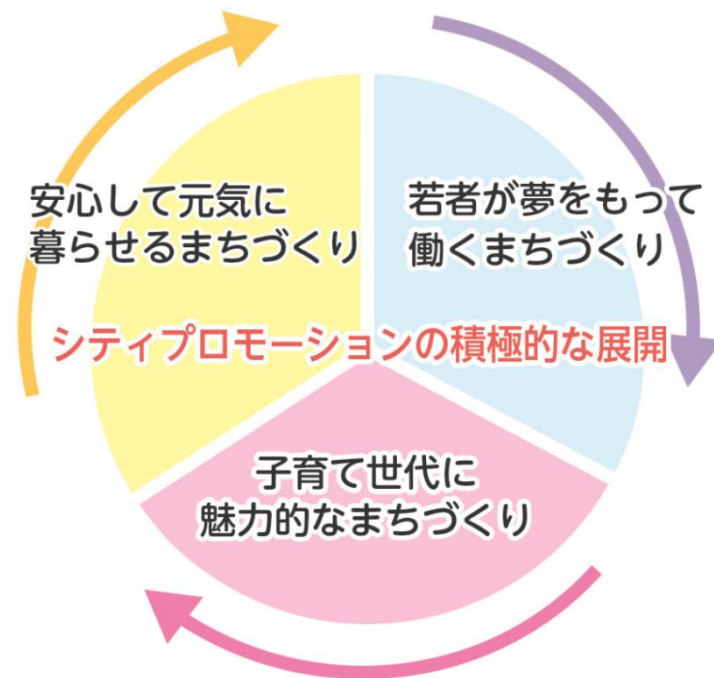 安心して元気に
暮らせるまちづくり
若者が夢をもって
働くまちづくり
シティプロモーションの積極的な展開
子育て世代に
魅力的なまちづくり